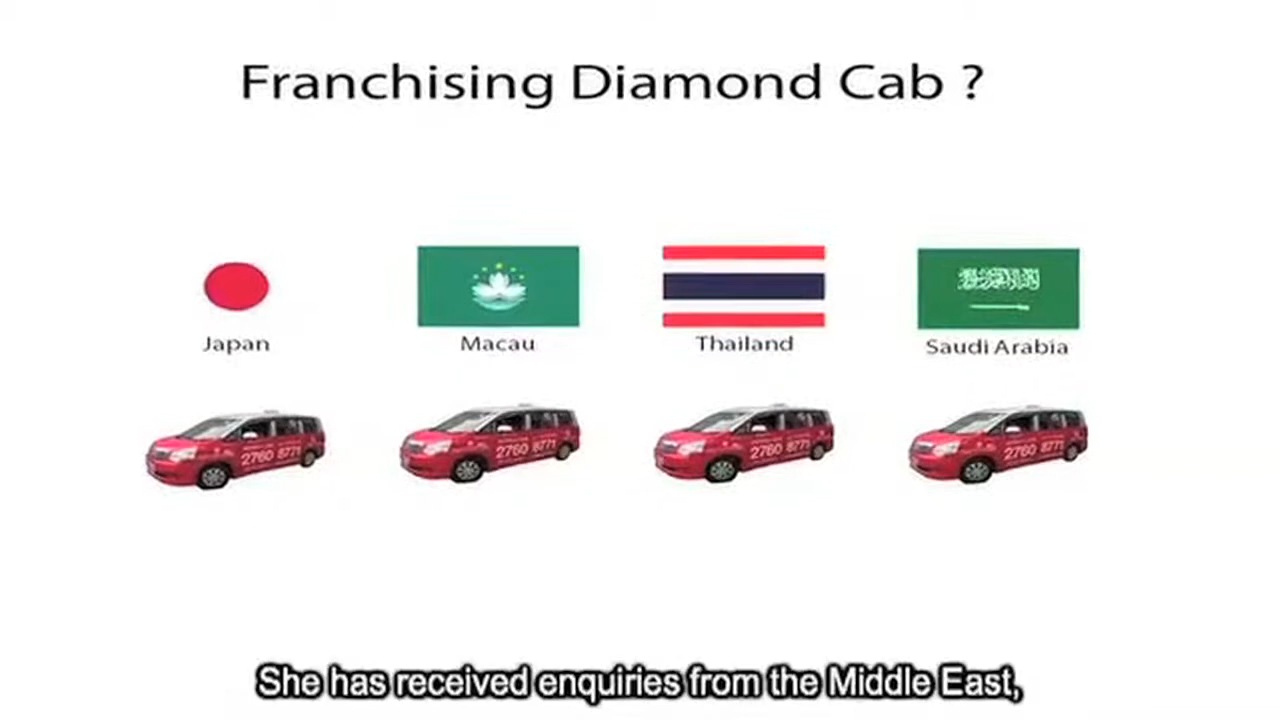 Franchising Diamond Cab ?
Japan
Macau
Thailand
Saudi Arabia
2760 8771
2760 8771
2760 8771
2760 8771
She has received enquiries from the Middle East,